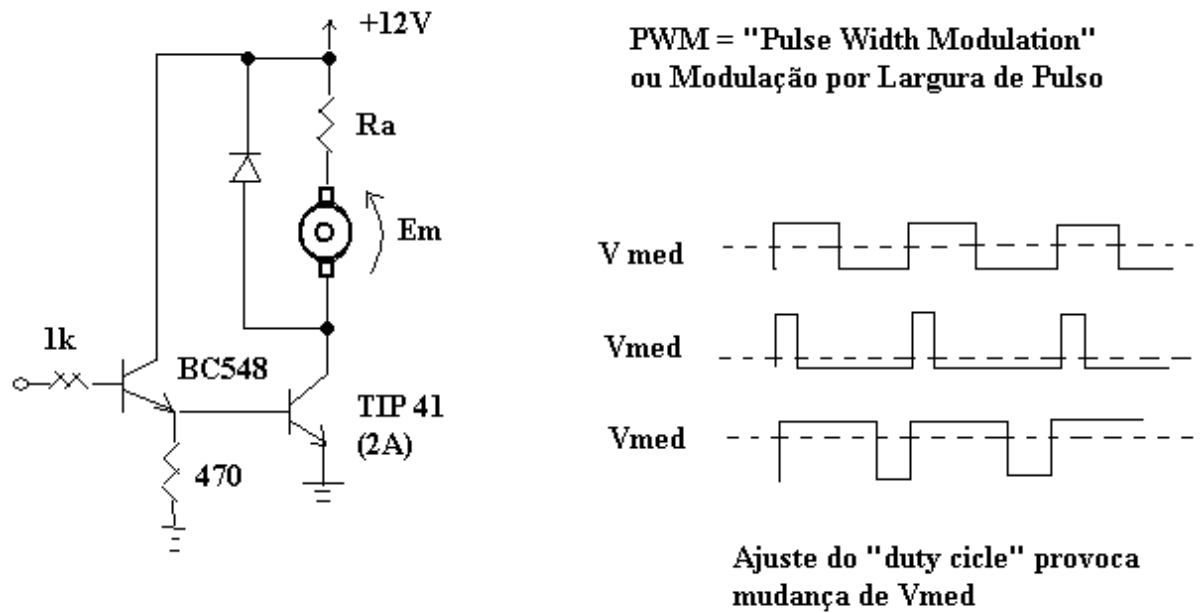 +12V
Ra
Em
1k
BC548
TIP 41
(2A)
470
PWM = "Pulse Width Modulation"
ou Modulação por Largura de Pulso
V med
Vmed
Vmed
Ajuste do "duty cicle" provoca
mudança de Vmed